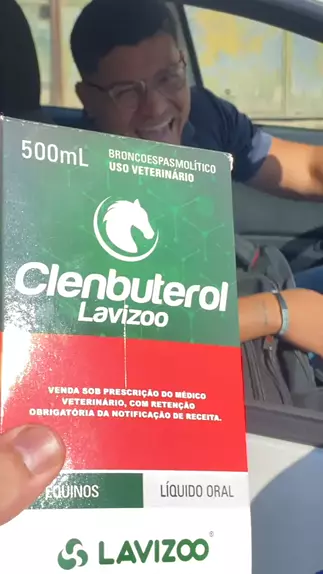 500mL
BRONCOESPASMOLÍTICO
USO VETERINÁRIO
Clenbuterol
Lavizoo
VENDA SOB PRESCRIÇÃO DO MÉDICO
VETERINÁRIO, COM RETENÇÃO
OBRIGATÓRIA DA NOTIFICAÇÃO DE RECEITA.
EQUINOS
LÍQUIDO ORAL
LAVIZOO®